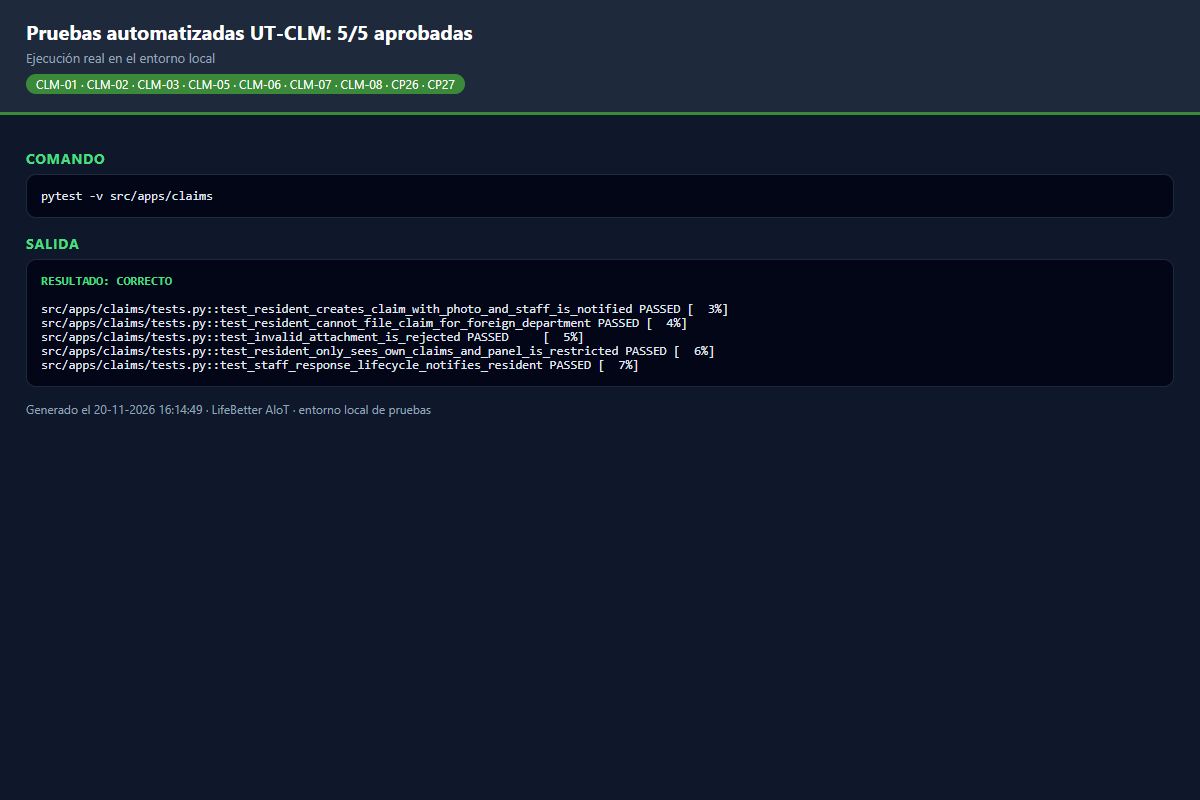 Pruebas automatizadas UT-CLM: 5/5 aprobadas
Ejecución real en el entorno local
CLM-01 · CLM-02 · CLM-03 · CLM-05 · CLM-06 · CLM-07 · CLM-08 · CP26 · CP27
COMANDO
pytest -v src/apps/claims
SALIDA
RESULTADO: CORRECTO
src/apps/claims/tests.py::test_resident_creates_claim_with_photo_and_staff_is_notified PASSED [  3%]
src/apps/claims/tests.py::test_resident_cannot_file_claim_for_foreign_department PASSED [  4%]
src/apps/claims/tests.py::test_invalid_attachment_is_rejected PASSED     [  5%]
src/apps/claims/tests.py::test_resident_only_sees_own_claims_and_panel_is_restricted PASSED [  6%]
src/apps/claims/tests.py::test_staff_response_lifecycle_notifies_resident PASSED [  7%]
Generado el 20-11-2026 16:14:49 · LifeBetter AIoT · entorno local de pruebas